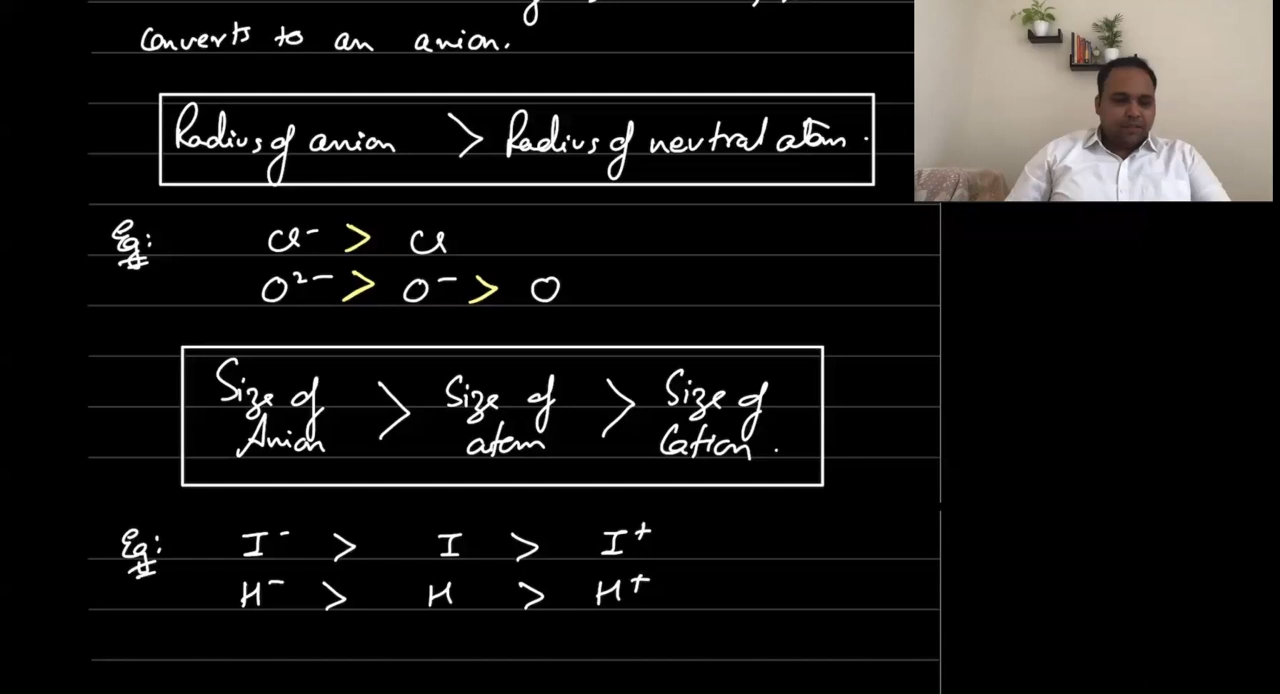 converts to an anion.
Radius of anion > Radius of neutral atom.
Eg: Cl⁻ > Cl
O²⁻ > O⁻ > O
Size of Anion > Size of atom > Size of Cation.
Eg: I⁻ > I > I⁺
H⁻ > H > H⁺